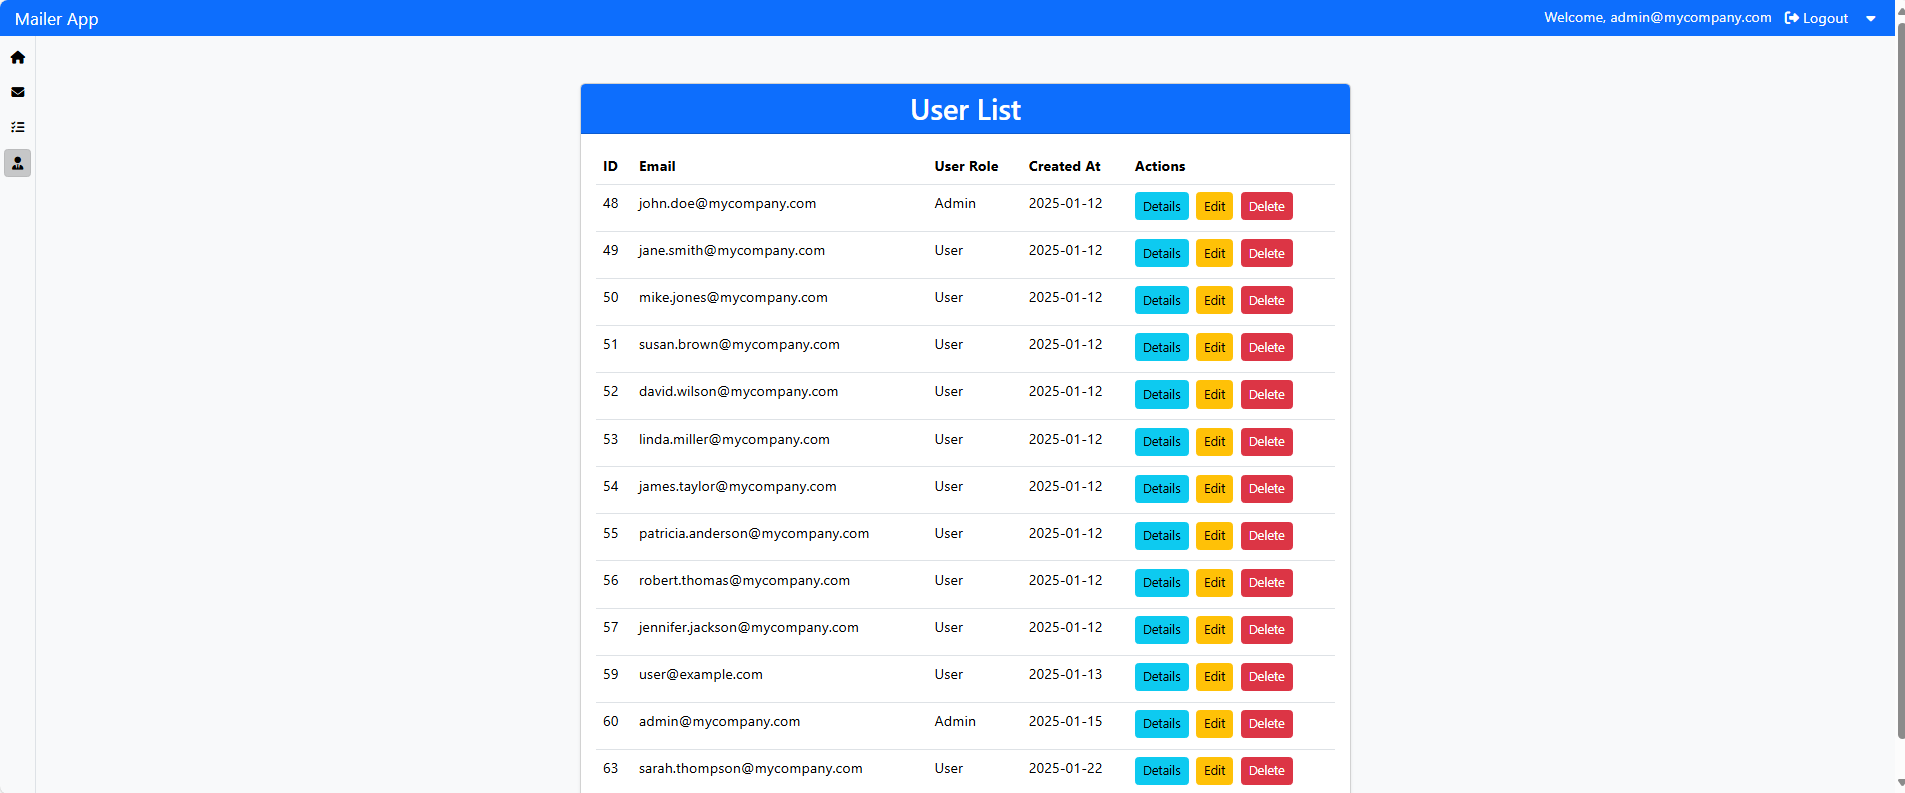 Mailer App Welcome, admin@mycompany.com Logout
User List
ID Email User Role Created At Actions
48 john.doe@mycompany.com Admin 2025-01-12 Details Edit Delete
49 jane.smith@mycompany.com User 2025-01-12 Details Edit Delete
50 mike.jones@mycompany.com User 2025-01-12 Details Edit Delete
51 susan.brown@mycompany.com User 2025-01-12 Details Edit Delete
52 david.wilson@mycompany.com User 2025-01-12 Details Edit Delete
53 linda.miller@mycompany.com User 2025-01-12 Details Edit Delete
54 james.taylor@mycompany.com User 2025-01-12 Details Edit Delete
55 patricia.anderson@mycompany.com User 2025-01-12 Details Edit Delete
56 robert.thomas@mycompany.com User 2025-01-12 Details Edit Delete
57 jennifer.jackson@mycompany.com User 2025-01-12 Details Edit Delete
59 user@example.com User 2025-01-13 Details Edit Delete
60 admin@mycompany.com Admin 2025-01-15 Details Edit Delete
63 sarah.thompson@mycompany.com User 2025-01-22 Details Edit Delete